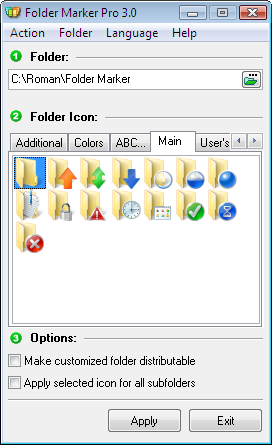 Folder Marker Pro 3.0
Action Folder Language Help
1 Folder:
C:\Roman\Folder Marker
2 Folder Icon:
Additional Colors ABC... Main User's
3 Options:
Make customized folder distributable
Apply selected icon for all subfolders
Apply Exit